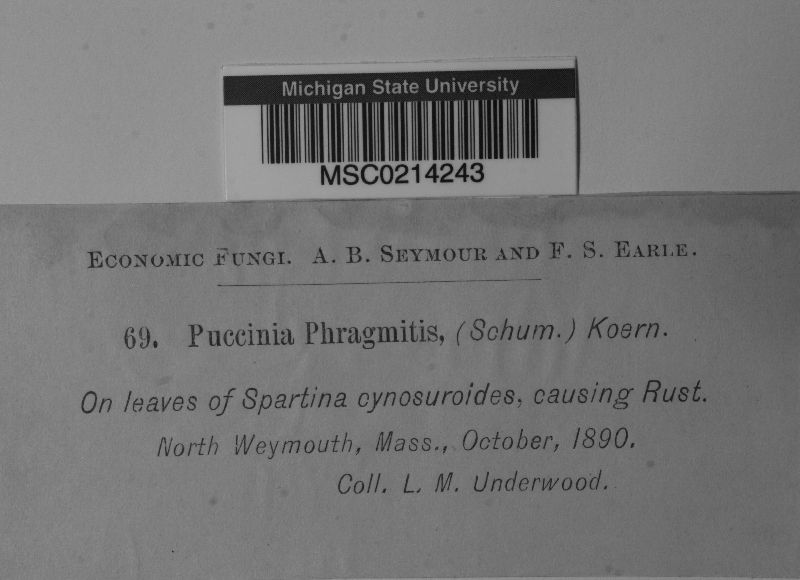 Michigan State University
MSC0214243
ECONOMIC FUNGI. A. B. SEYMOUR AND F. S. EARLE.
69. Puccinia Phragmitis, (Schum.) Koern.
On leaves of Spartina cynosuroides, causing Rust.
North Weymouth, Mass., October, 1890.
Coll. L. M. Underwood.